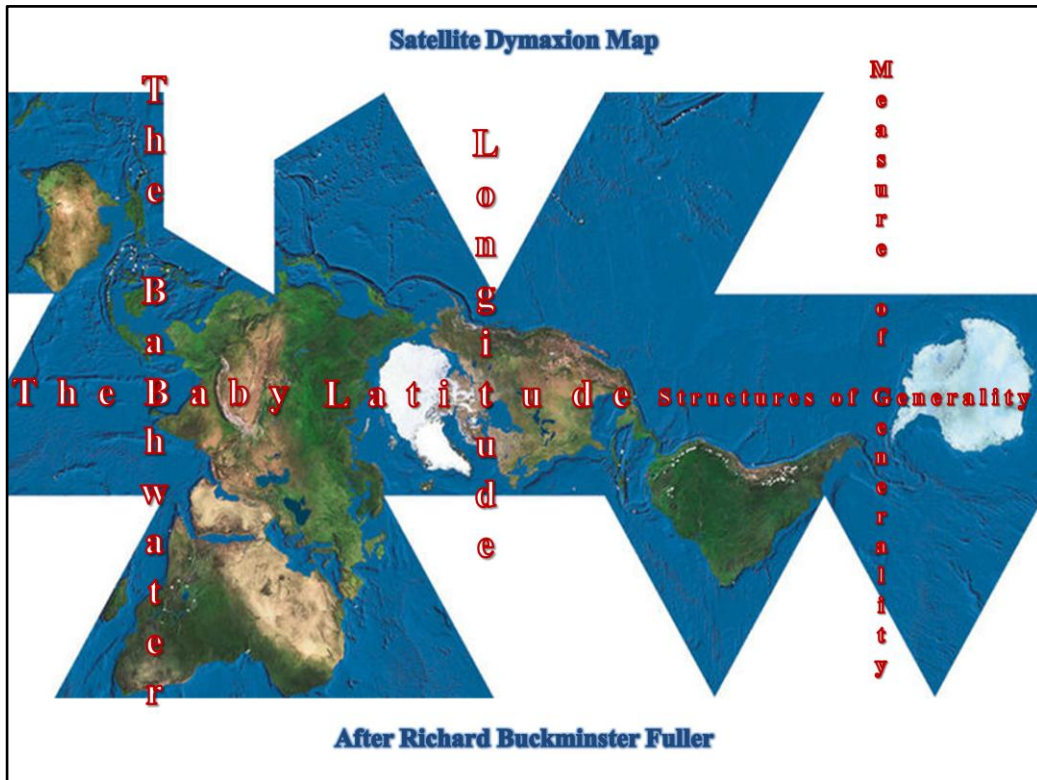 Satellite Dymaxion Map
The BaBhwater
Longitude
Measure of Generality
The Baby Latitude Structures of Generality
After Richard Buckminster Fuller